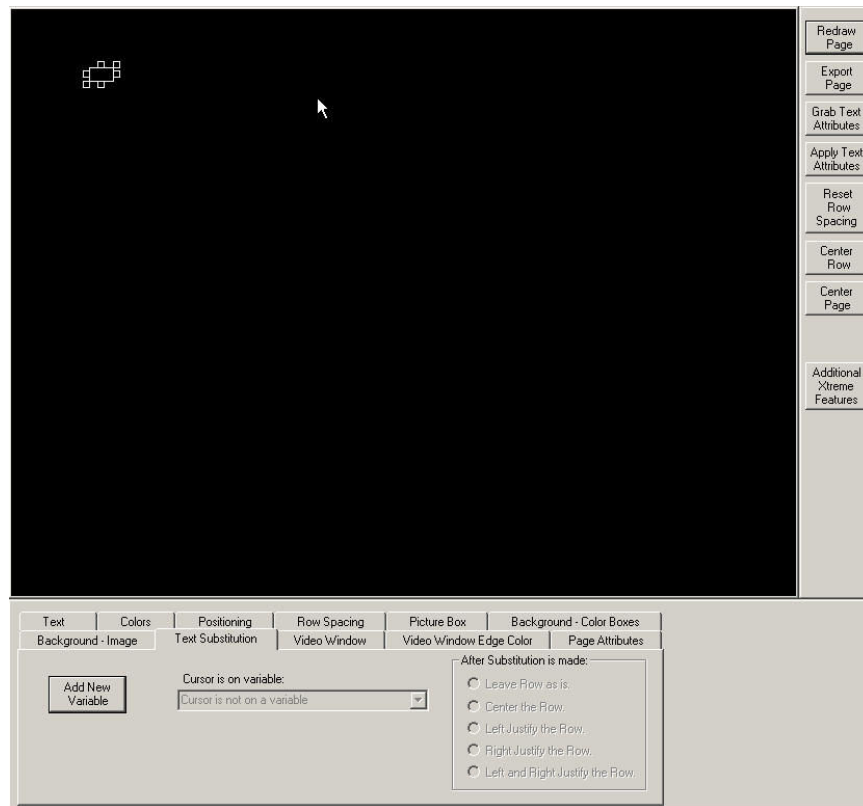 Redraw
Page
Export
Page
Grab Text
Attributes
Apply Text
Attributes
Reset
Row
Spacing
Center
Row
Center
Page
Additional
Xtreme
Features
Text
Colors
Positioning
Row Spacing
Picture Box
Background - Color Boxes
Background - Image
Text Substitution
Video Window
Video Window Edge Color
Page Attributes
Add New
Variable
Cursor is on variable:
Cursor is not on a variable
After Substitution is made:
Leave Row as is.
Center the Row.
Left Justify the Row.
Right Justify the Row.
Left and Right Justify the Row.